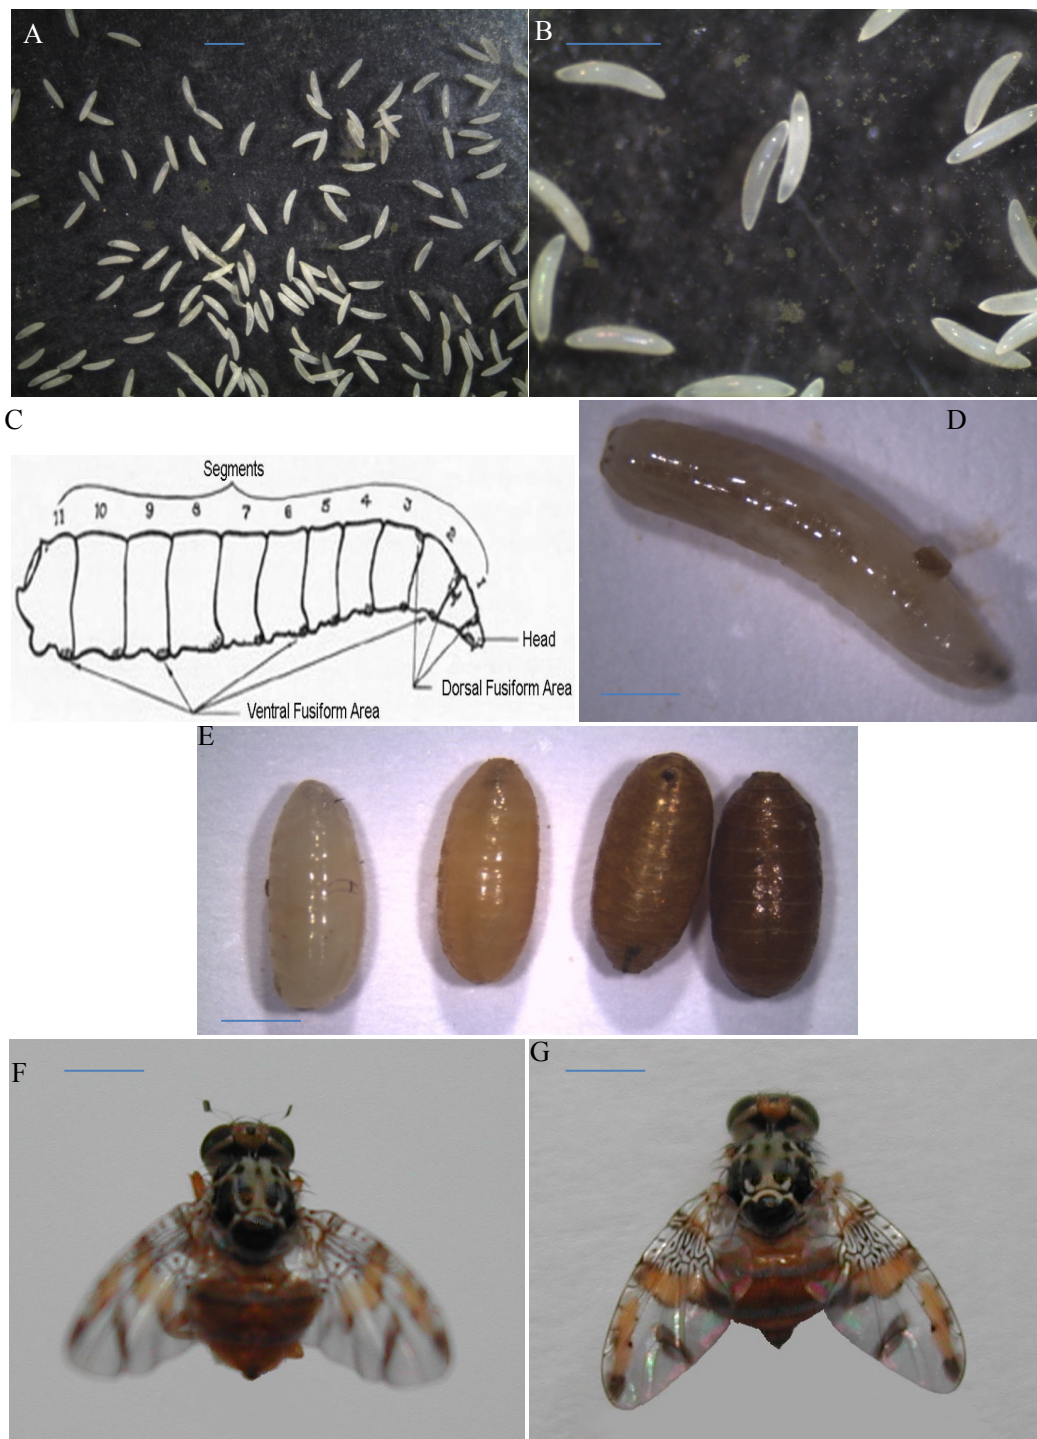 A
B
C
Segments
11 10 9 8 7 6 5 4 3 2 1
Head
Dorsal Fusiform Area
Ventral Fusiform Area
D
E
F
G